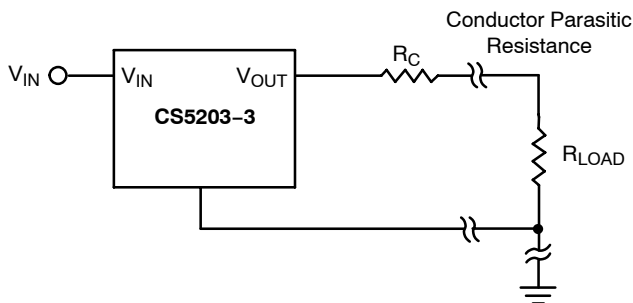 Conductor Parasitic
Resistance
R_C
V_IN
V_IN
V_OUT
CS5203−3
R_LOAD